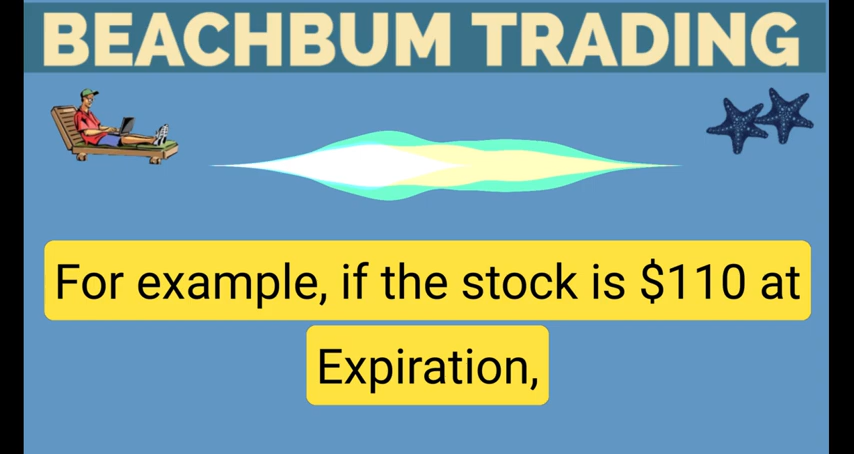 BEACHBUM TRADING
For example, if the stock is $110 at
Expiration,